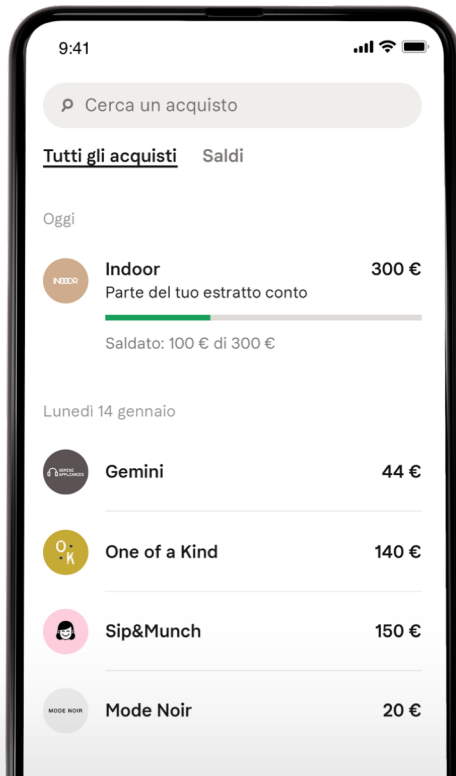 9:41
Cerca un acquisto
Tutti gli acquisti Saldi
Oggi
INDOOR
Indoor 300 €
Parte del tuo estratto conto
Saldato: 100 € di 300 €
Lunedì 14 gennaio
GEMINI
APPLIANCES
Gemini 44 €
O.
.K
One of a Kind 140 €
Sip&Munch 150 €
MODE NOIR
Mode Noir 20 €